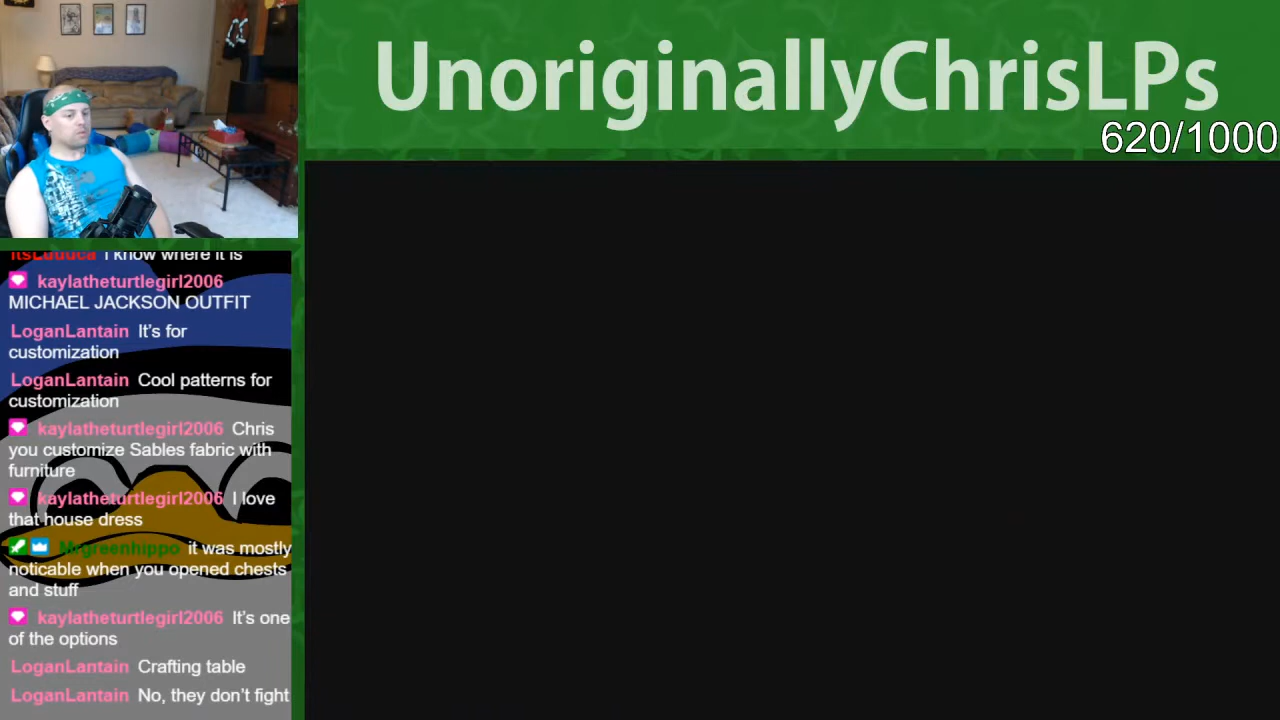 UnoriginallyChrisLPs
620/1000
ItsLuuuca I know where it is
kaylatheturtlegirl2006
MICHAEL JACKSON OUTFIT
LoganLantain It's for
customization
LoganLantain Cool patterns for
customization
kaylatheturtlegirl2006 Chris
you customize Sables fabric with
furniture
kaylatheturtlegirl2006 I love
that house dress
Mrgreenhippo it was mostly
noticable when you opened chests
and stuff
kaylatheturtlegirl2006 It's one
of the options
LoganLantain Crafting table
LoganLantain No, they don't fight